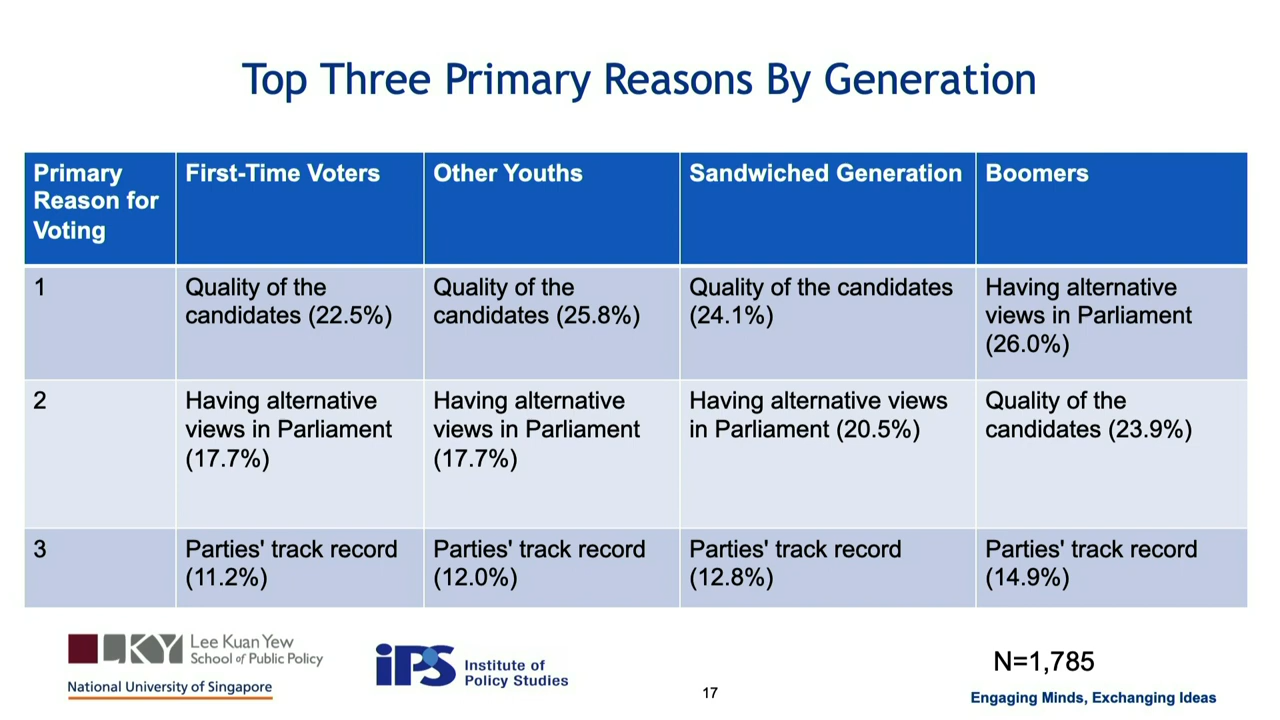 Top Three Primary Reasons By Generation
Primary
Reason for
Voting
First-Time Voters
Other Youths
Sandwiched Generation
Boomers
1
Quality of the
candidates (22.5%)
Quality of the
candidates (25.8%)
Quality of the candidates
(24.1%)
Having alternative
views in Parliament
(26.0%)
2
Having alternative
views in Parliament
(17.7%)
Having alternative
views in Parliament
(17.7%)
Having alternative views
in Parliament (20.5%)
Quality of the
candidates (23.9%)
3
Parties' track record
(11.2%)
Parties' track record
(12.0%)
Parties' track record
(12.8%)
Parties' track record
(14.9%)
LKY
Lee Kuan Yew
School of Public Policy
National University of Singapore
iPS
Institute of
Policy Studies
17
N=1,785
Engaging Minds, Exchanging Ideas